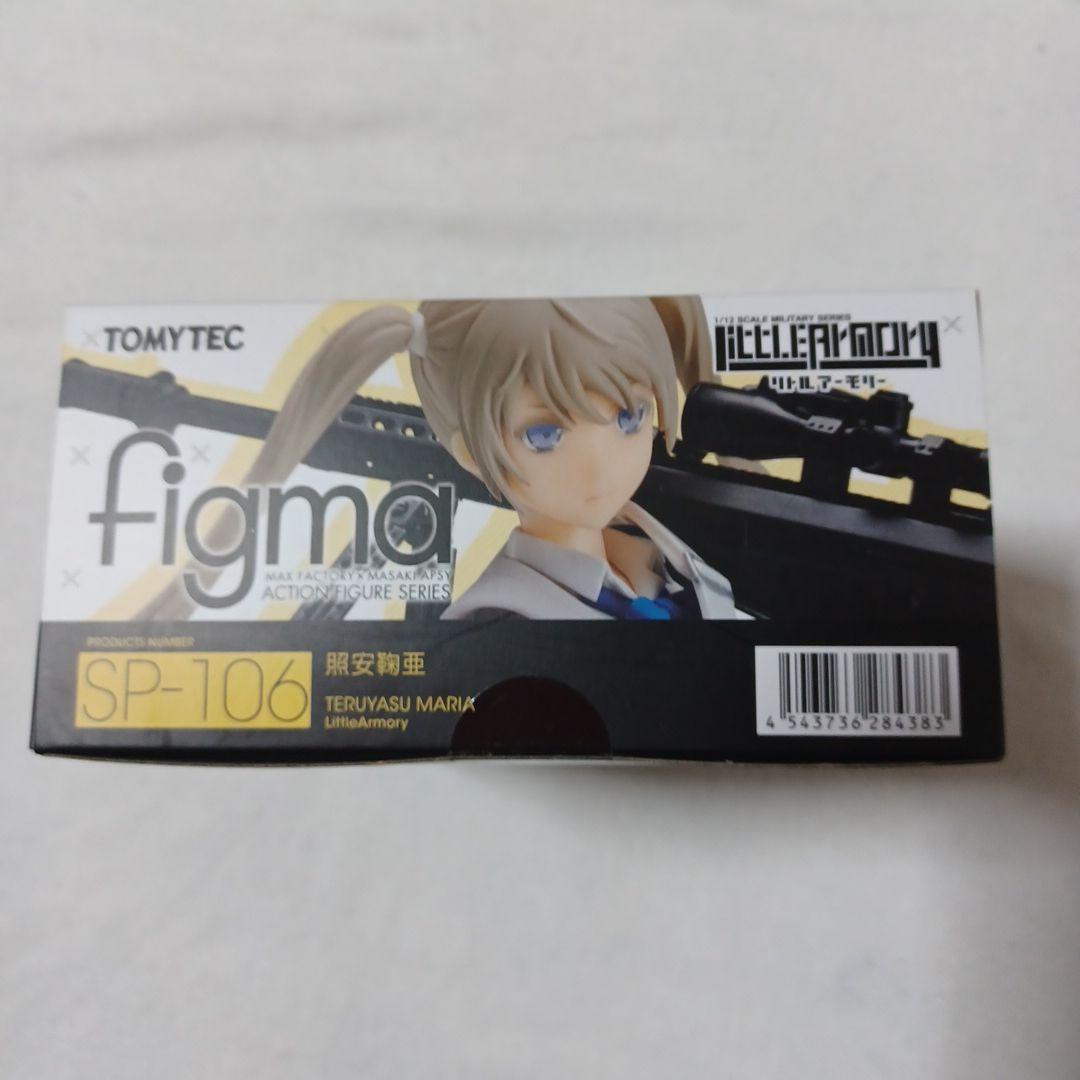 TOMYTEC
1/12 SCALE MILITARY SERIES
LittleArmory
リトルアーモリー
figma
MAX FACTORY × MASAKI APSY
ACTION FIGURE SERIES
PRODUCTS NUMBER
SP-106
照安鞠亜
TERUYASU MARIA
LittleArmory
4 543736 284383